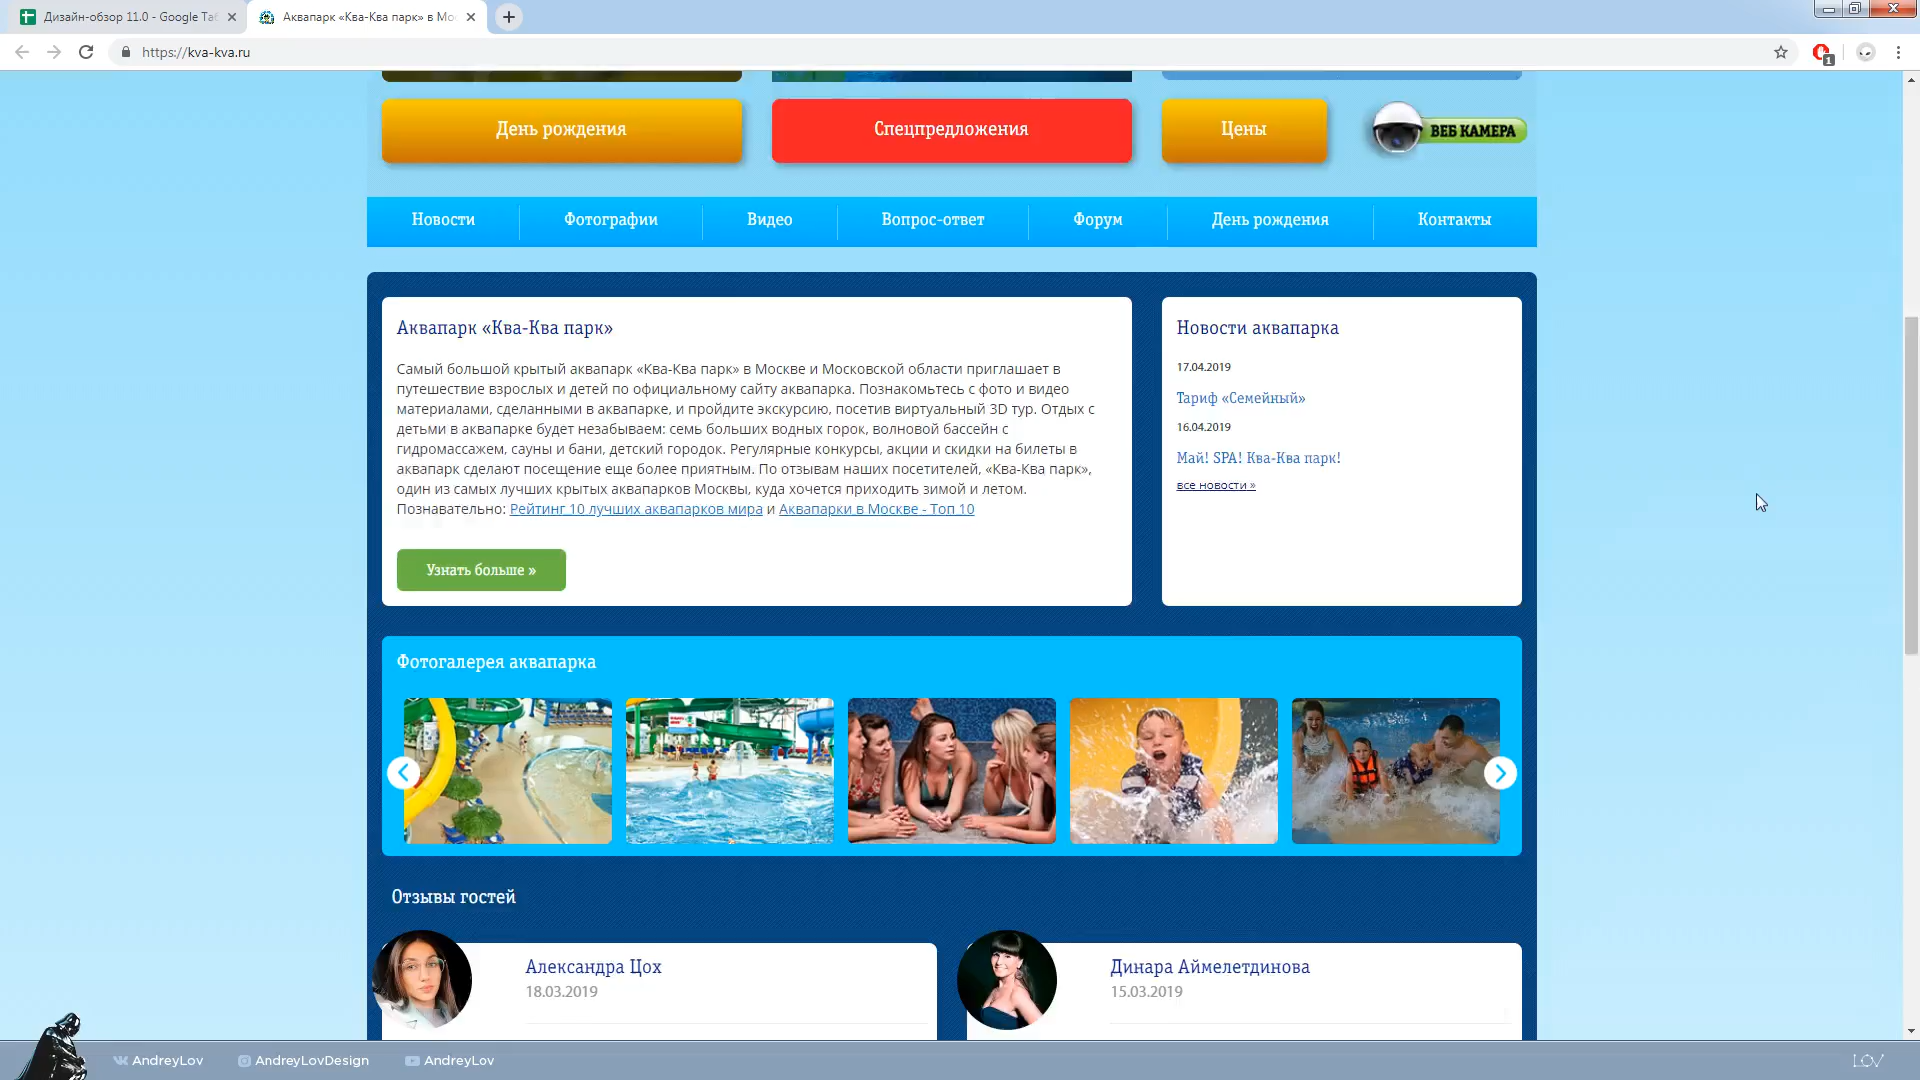 Дизайн-обзор 11.0 - Google Таб
Аквапарк «Ква-Ква парк» в Мос
https://kva-kva.ru
1
День рождения
Спецпредложения
Цены
ВЕБ КАМЕРА
Новости
Фотографии
Видео
Вопрос-ответ
Форум
День рождения
Контакты
Аквапарк «Ква-Ква парк»
Самый большой крытый аквапарк «Ква-Ква парк» в Москве и Московской области приглашает в
путешествие взрослых и детей по официальному сайту аквапарка. Познакомьтесь с фото и видео
материалами, сделанными в аквапарке, и пройдите экскурсию, посетив виртуальный 3D тур. Отдых с
детьми в аквапарке будет незабываем: семь больших водных горок, волновой бассейн с
гидромассажем, сауны и бани, детский городок. Регулярные конкурсы, акции и скидки на билеты в
аквапарк сделают посещение еще более приятным. По отзывам наших посетителей, «Ква-Ква парк»,
один из самых лучших крытых аквапарков Москвы, куда хочется приходить зимой и летом.
Познавательно: Рейтинг 10 лучших аквапарков мира и Аквапарки в Москве - Топ 10
Узнать больше »
Новости аквапарка
17.04.2019
Тариф «Семейный»
16.04.2019
Май! SPA! Ква-Ква парк!
все новости »
Фотогалерея аквапарка
Отзывы гостей
Александра Цох
18.03.2019
Динара Аймелетдинова
15.03.2019
AndreyLov
AndreyLovDesign
AndreyLov
LOV